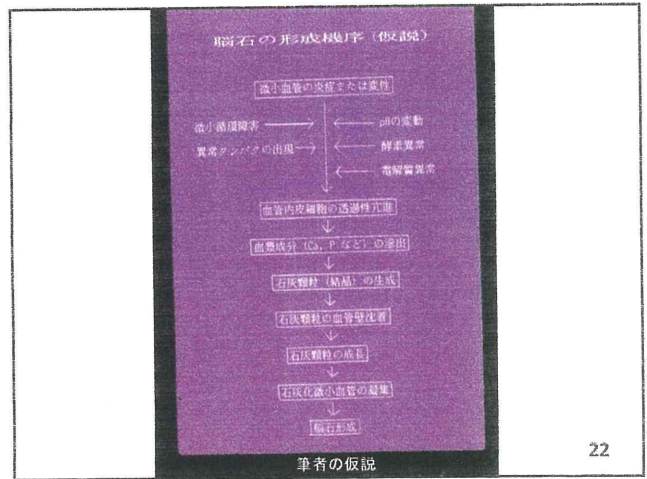 脳石の形成機序（仮説）
微小血管の炎症または変性
微小循環障害 → ← pHの変動
異常タンパクの出現 → ← 酵素異常
← 電解質異常
血管内皮細胞の透過性亢進
↓
血漿成分（Ca, P など）の滲出
↓
石灰顆粒（結晶）の生成
↓
石灰顆粒の血管壁沈着
↓
石灰顆粒の成長
↓
石灰化微小血管の凝集
↓
脳石形成
筆者の仮説
22